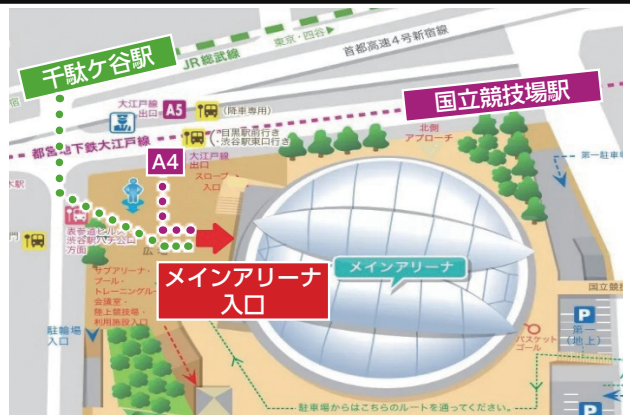 千駄ケ谷駅
JR総武線
東京・四谷
首都高速4号新宿線
国立競技場駅
大江戸線
出口
A5
(降車専用)
目黒駅前行き
・渋谷駅東口行き
都営地下鉄大江戸線
A4
大江戸線
出口
スロープ
入口
北側
アプローチ
第一駐車場
表参道ヒルズ
渋谷駅ハチ公口
方面
広場
メインアリーナ
入口
メインアリーナ
サブアリーナ・
プール・
トレーニングルーム
会議室・
陸上競技場・
利用施設入口
駐輪場
入口
国立競技
P
第一
(地上)
バスケット
ゴール
駐車場からはこちらのルートを通ってください。
P